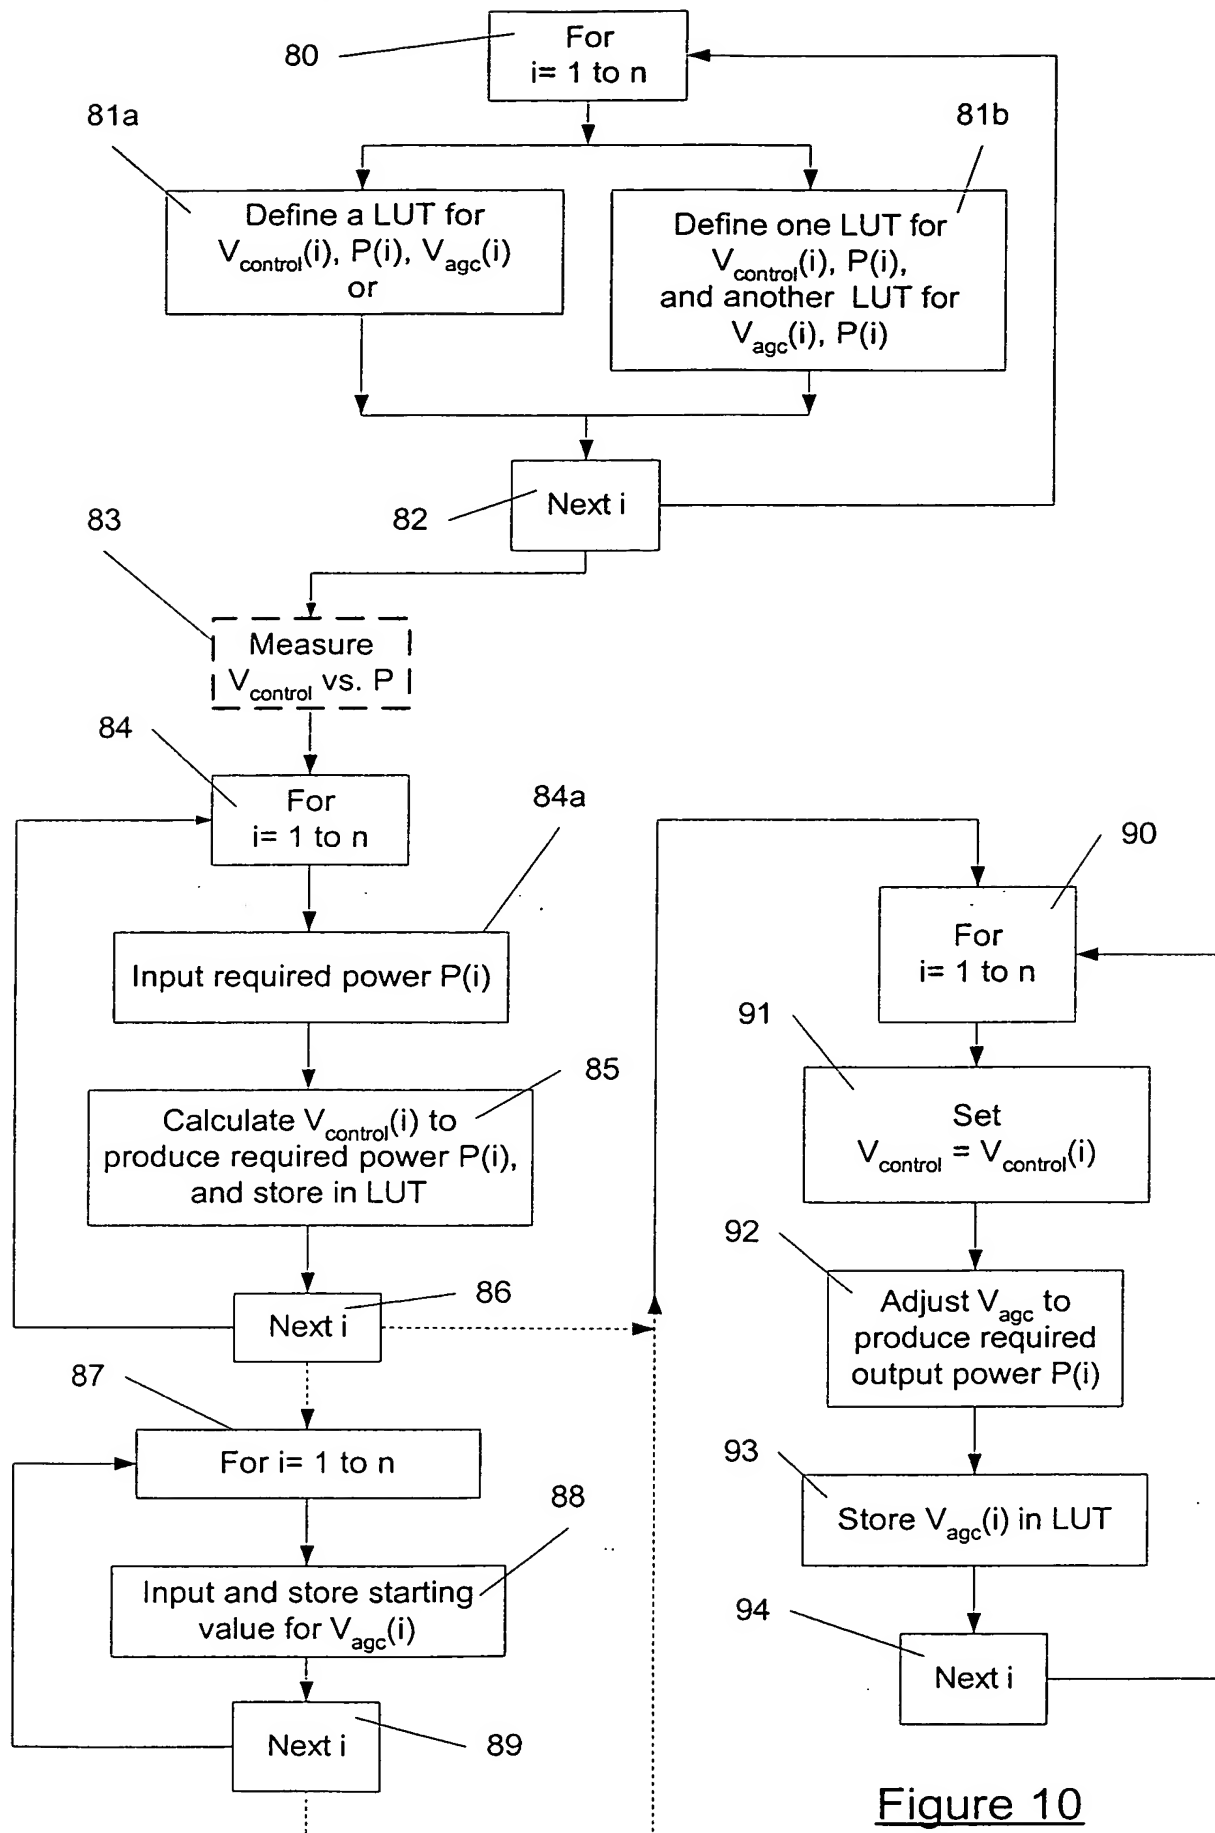 80
For
i= 1 to n
81a
81b
Define a LUT for
Vcontrol(i), P(i), Vagc(i)
or
Define one LUT for
Vcontrol(i), P(i),
and another LUT for
Vagc(i), P(i)
82
Next i
83
Measure
Vcontrol vs. P
84
For
i= 1 to n
84a
Input required power P(i)
85
Calculate Vcontrol(i) to
produce required power P(i),
and store in LUT
86
Next i
87
For i= 1 to n
88
Input and store starting
value for Vagc(i)
Next i
89
90
For
i= 1 to n
91
Set
Vcontrol = Vcontrol(i)
92
Adjust Vagc to
produce required
output power P(i)
93
Store Vagc(i) in LUT
94
Next i
Figure 10